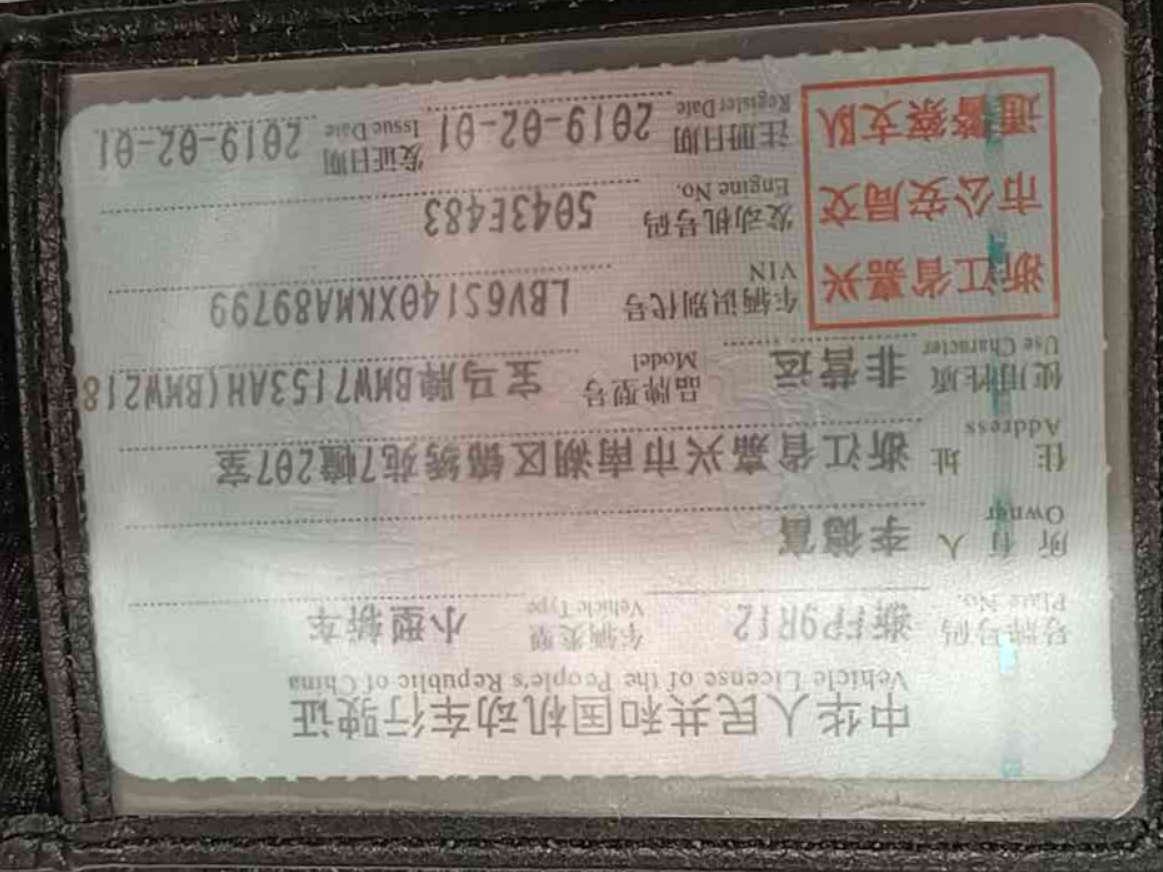 中华人民共和国机动车行驶证
Vehicle License of the People's Republic of China
号牌号码 浙FP9R12 车辆类型 小型轿车
Plate No. Vehicle Type
所有人 李德富
Owner
住址 浙江省嘉兴市南湖区锦绣苑7幢207室
Address
使用性质 非营运 品牌型号 宝马牌BMW7153AH(BMW218
Use Character Model
浙江省嘉兴
市公安局交
通警察支队
车辆识别代号 LBV6S140XKMA89799
VIN
发动机号码 5043E483
Engine No.
注册日期 2019-02-01 发证日期 2019-02-01
Register Date Issue Date